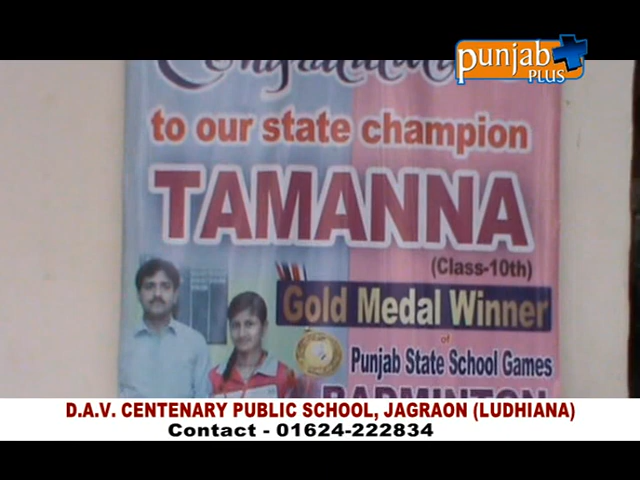 punjab
PLUS
to our state champion
TAMANNA
(Class-10th)
Gold Medal Winner
of
Punjab State School Games
BADMINTON
D.A.V. CENTENARY PUBLIC SCHOOL, JAGRAON (LUDHIANA)
Contact - 01624-222834